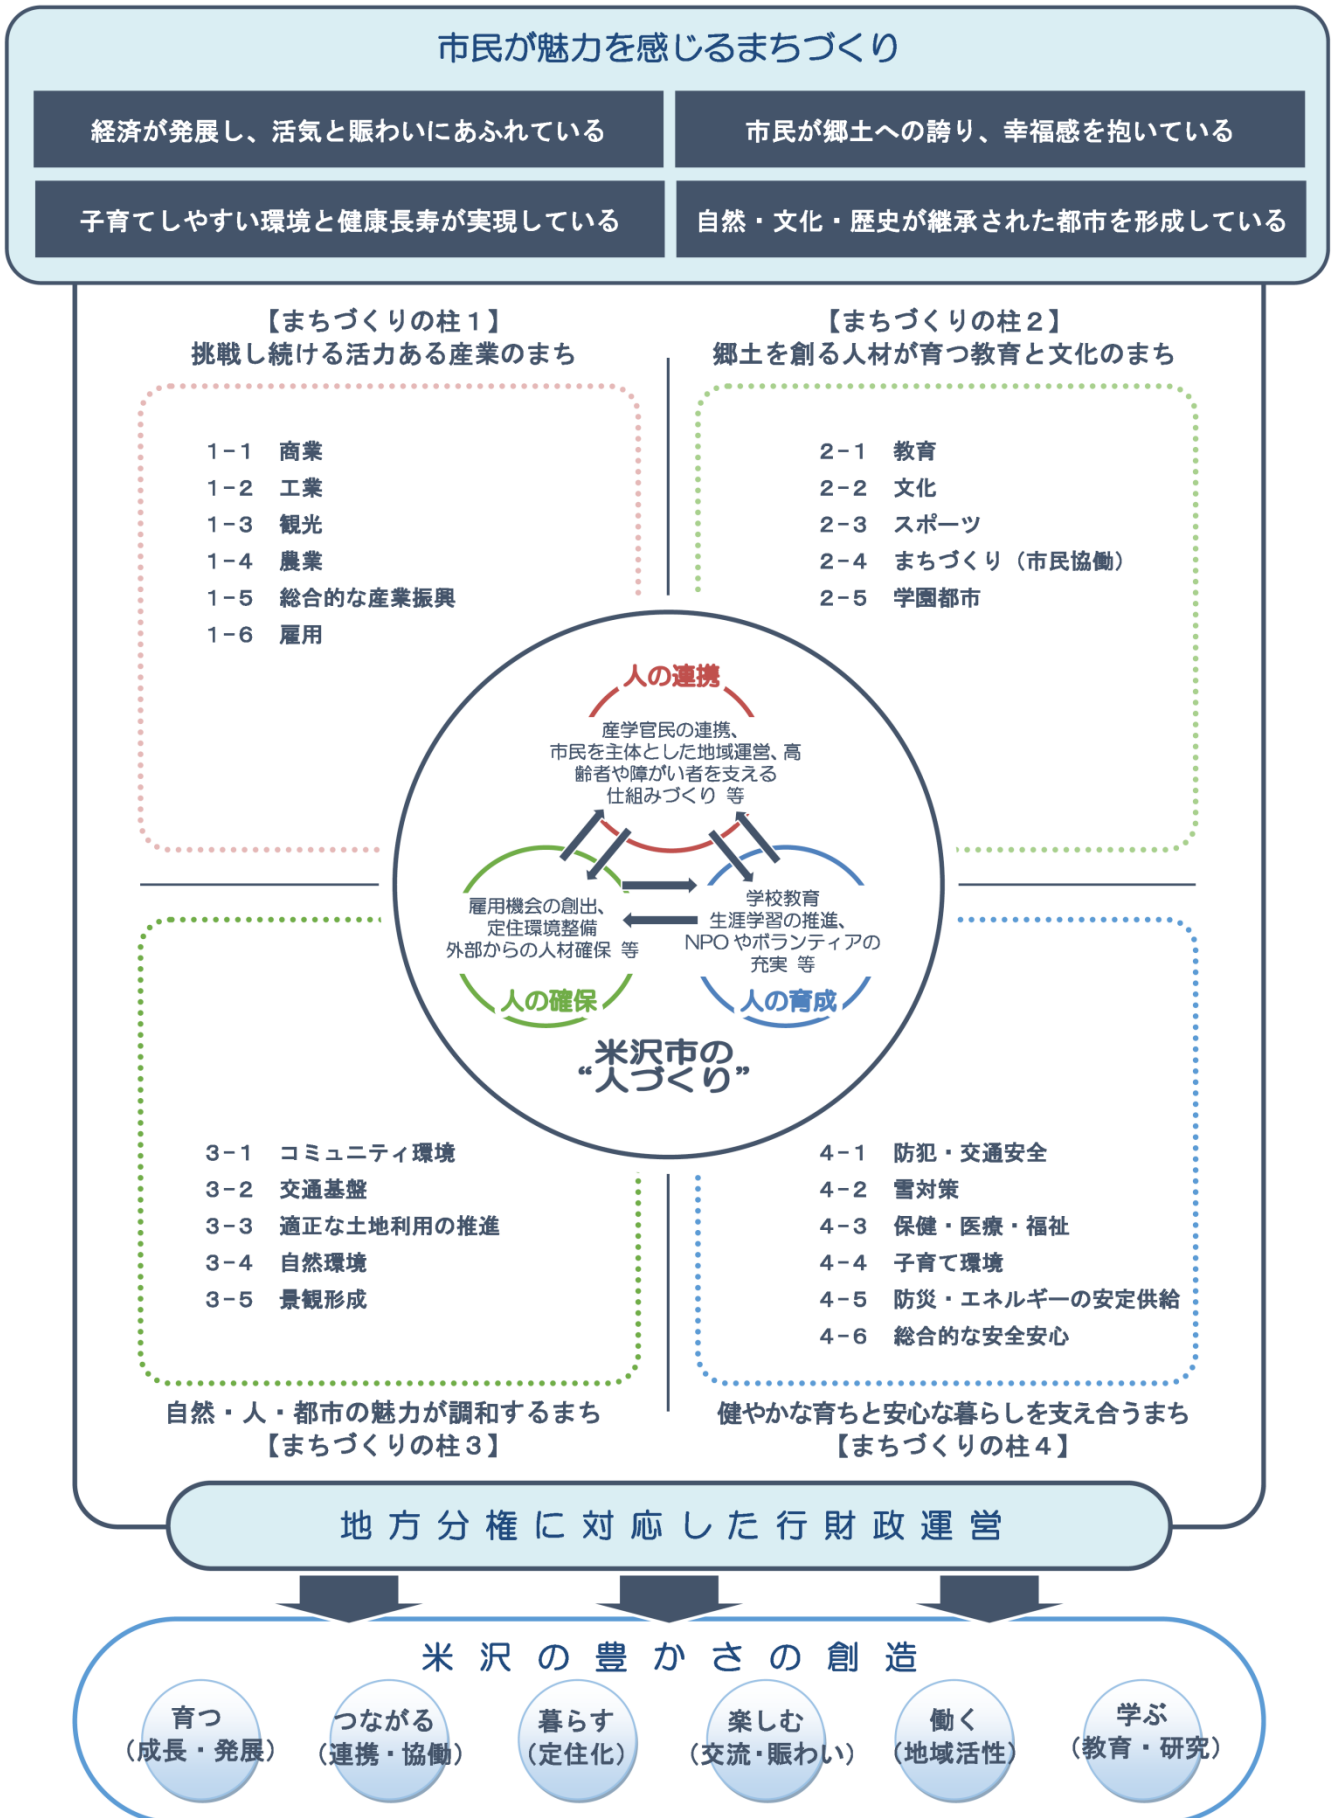 市民が魅力を感じるまちづくり
経済が発展し、活気と賑わいにあふれている
市民が郷土への誇り、幸福感を抱いている
子育てしやすい環境と健康長寿が実現している
自然・文化・歴史が継承された都市を形成している
【まちづくりの柱１】
挑戦し続ける活力ある産業のまち
1-1 商業
1-2 工業
1-3 観光
1-4 農業
1-5 総合的な産業振興
1-6 雇用
【まちづくりの柱２】
郷土を創る人材が育つ教育と文化のまち
2-1 教育
2-2 文化
2-3 スポーツ
2-4 まちづくり（市民協働）
2-5 学園都市
人の連携
産学官民の連携、
市民を主体とした地域運営、高
齢者や障がい者を支える
仕組みづくり 等
雇用機会の創出、
定住環境整備
外部からの人材確保 等
人の確保
学校教育
生涯学習の推進、
NPOやボランティアの
充実 等
人の育成
米沢市の
“人づくり”
3-1 コミュニティ環境
3-2 交通基盤
3-3 適正な土地利用の推進
3-4 自然環境
3-5 景観形成
自然・人・都市の魅力が調和するまち
【まちづくりの柱３】
4-1 防犯・交通安全
4-2 雪対策
4-3 保健・医療・福祉
4-4 子育て環境
4-5 防災・エネルギーの安定供給
4-6 総合的な安全安心
健やかな育ちと安心な暮らしを支え合うまち
【まちづくりの柱４】
地方分権に対応した行財政運営
米沢の豊かさの創造
育つ
（成長・発展）
つながる
（連携・協働）
暮らす
（定住化）
楽しむ
（交流・賑わい）
働く
（地域活性）
学ぶ
（教育・研究）